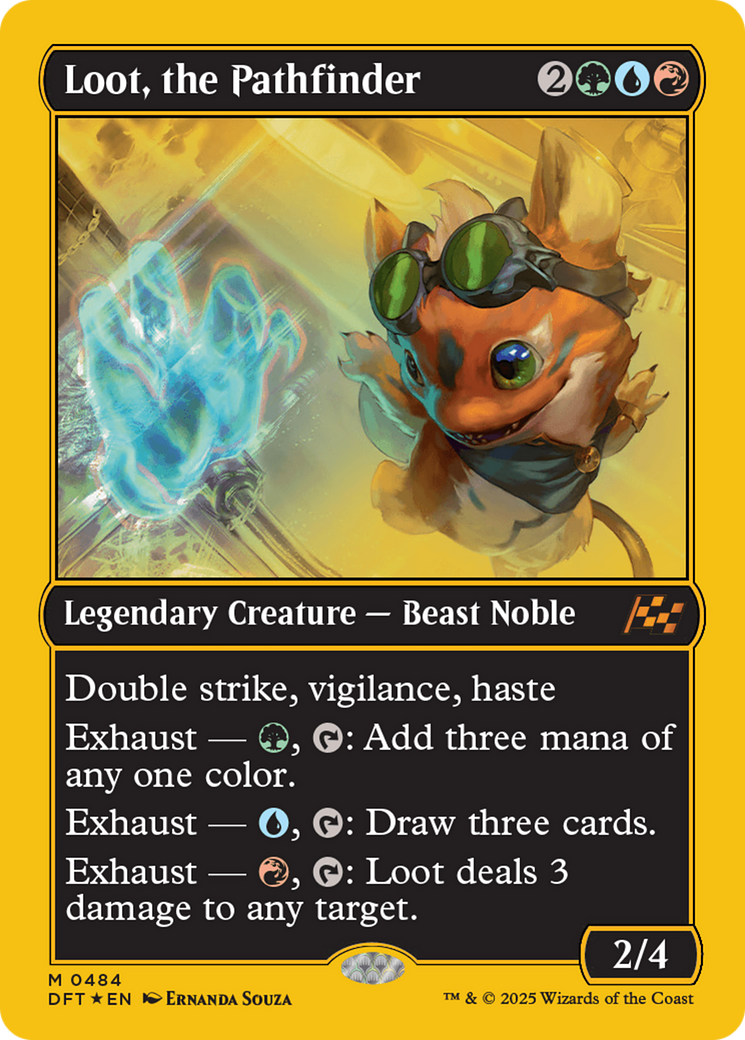 Loot, the Pathfinder 2
Legendary Creature — Beast Noble
Double strike, vigilance, haste
Exhaust — , : Add three mana of
any one color.
Exhaust — , : Draw three cards.
Exhaust — , : Loot deals 3
damage to any target.
2/4
M 0484
DFT★EN Ernanda Souza
™ & © 2025 Wizards of the Coast